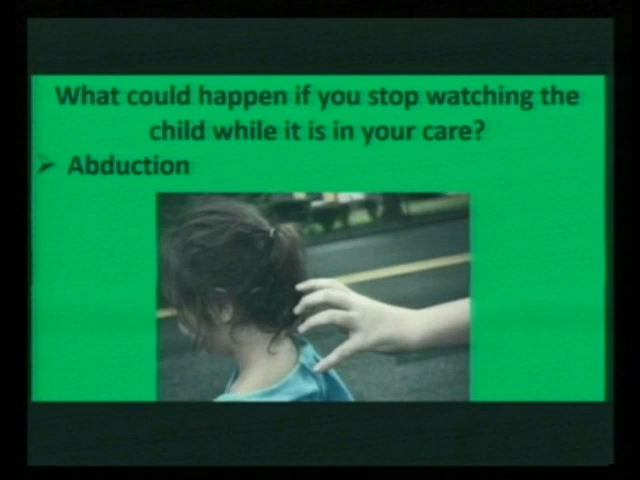 What could happen if you stop watching the
child while it is in your care?
➢ Abduction